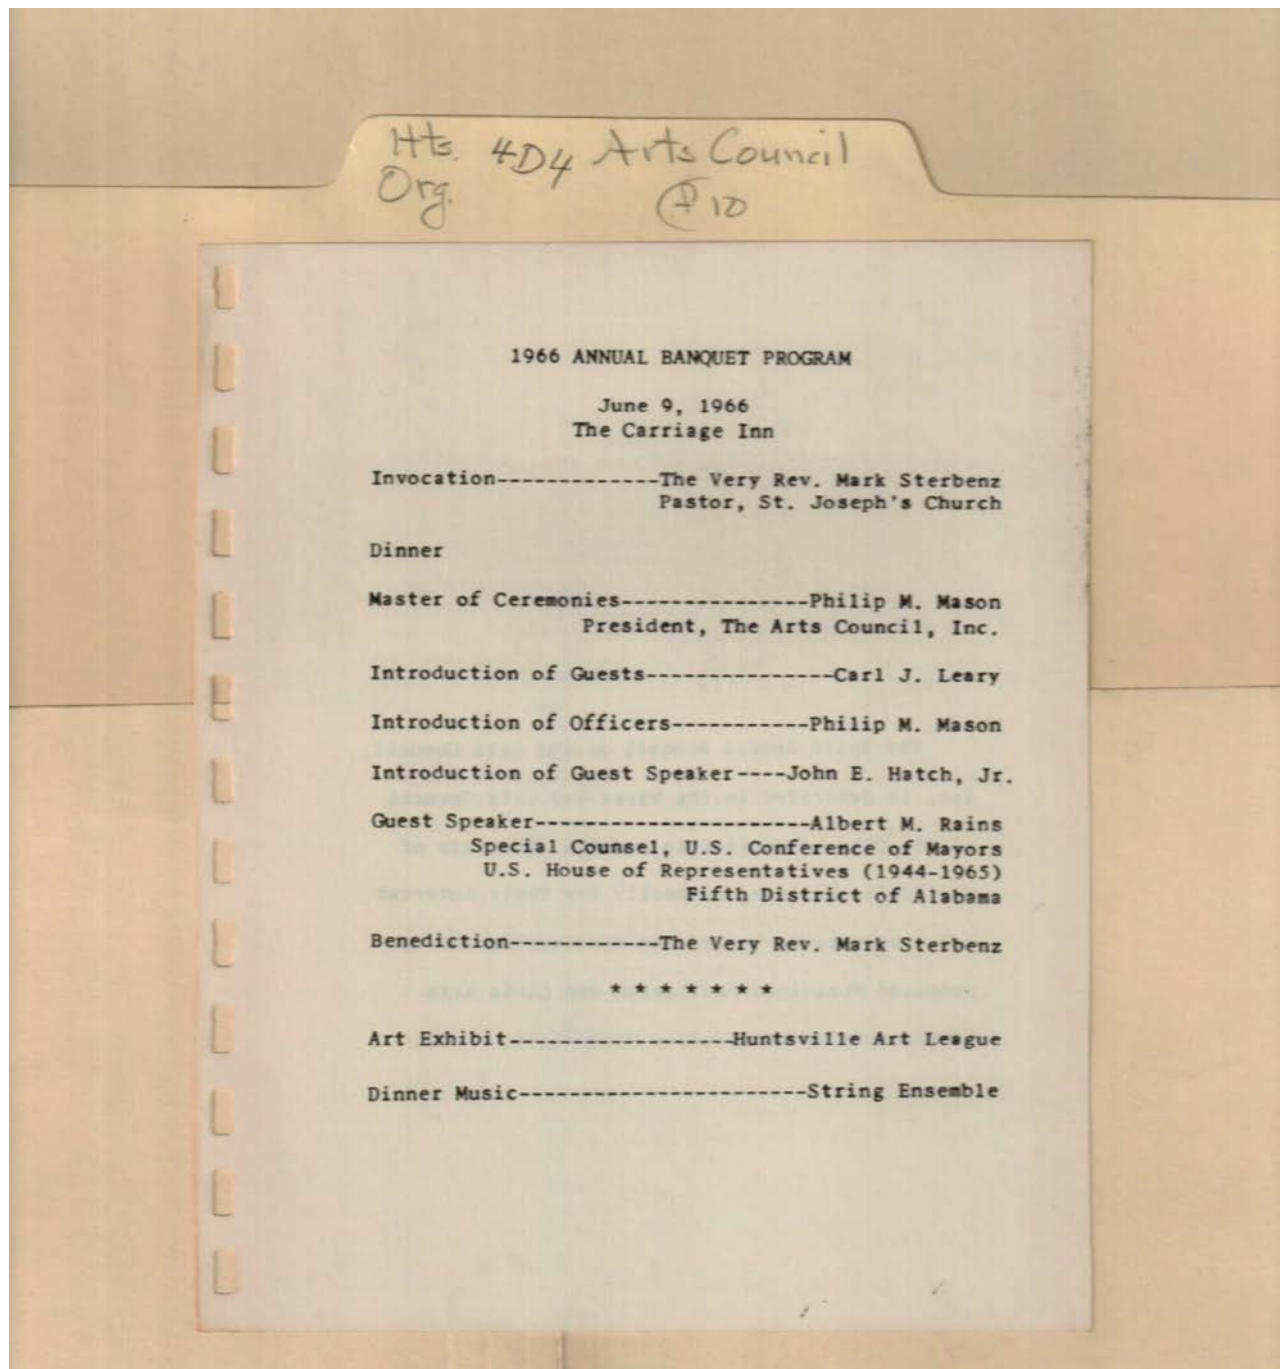 Hts. 4D4 Arts Council
Org. P 10
1966 ANNUAL BANQUET PROGRAM
June 9, 1966
The Carriage Inn
Invocation-------------The Very Rev. Mark Sterbenz
Pastor, St. Joseph's Church
Dinner
Master of Ceremonies---------------Philip M. Mason
President, The Arts Council, Inc.
Introduction of Guests---------------Carl J. Leary
Introduction of Officers-----------Philip M. Mason
Introduction of Guest Speaker----John E. Hatch, Jr.
Guest Speaker----------------------Albert M. Rains
Special Counsel, U.S. Conference of Mayors
U.S. House of Representatives (1944-1965)
Fifth District of Alabama
Benediction------------The Very Rev. Mark Sterbenz
* * * * * * *
Art Exhibit------------------Huntsville Art League
Dinner Music-----------------------String Ensemble